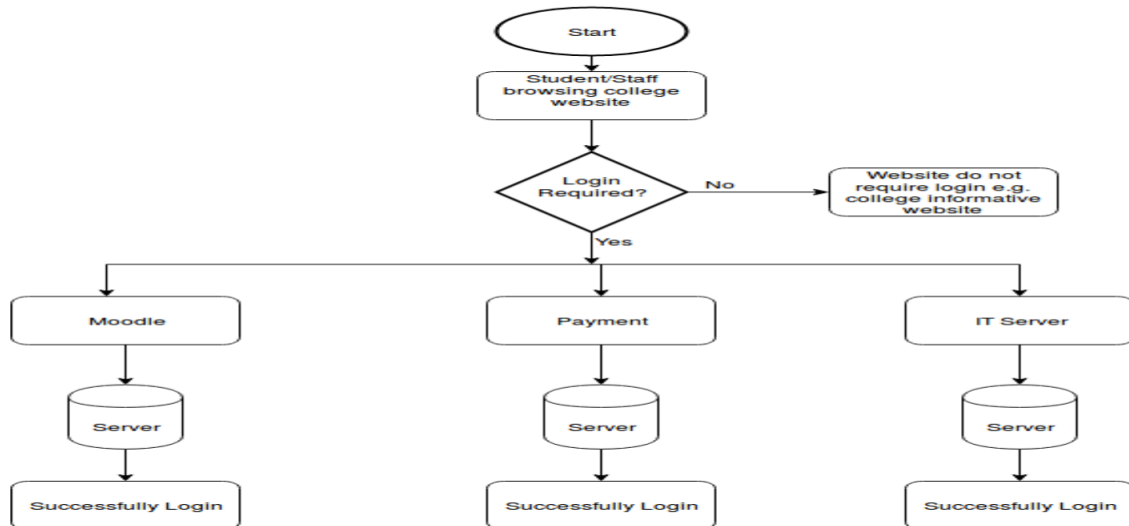 Start
Student/Staff
browsing college
website
Login
Required?
No
Website do not
require login e.g.
college informative
website
Yes
Moodle
Payment
IT Server
Server
Server
Server
Successfully Login
Successfully Login
Successfully Login